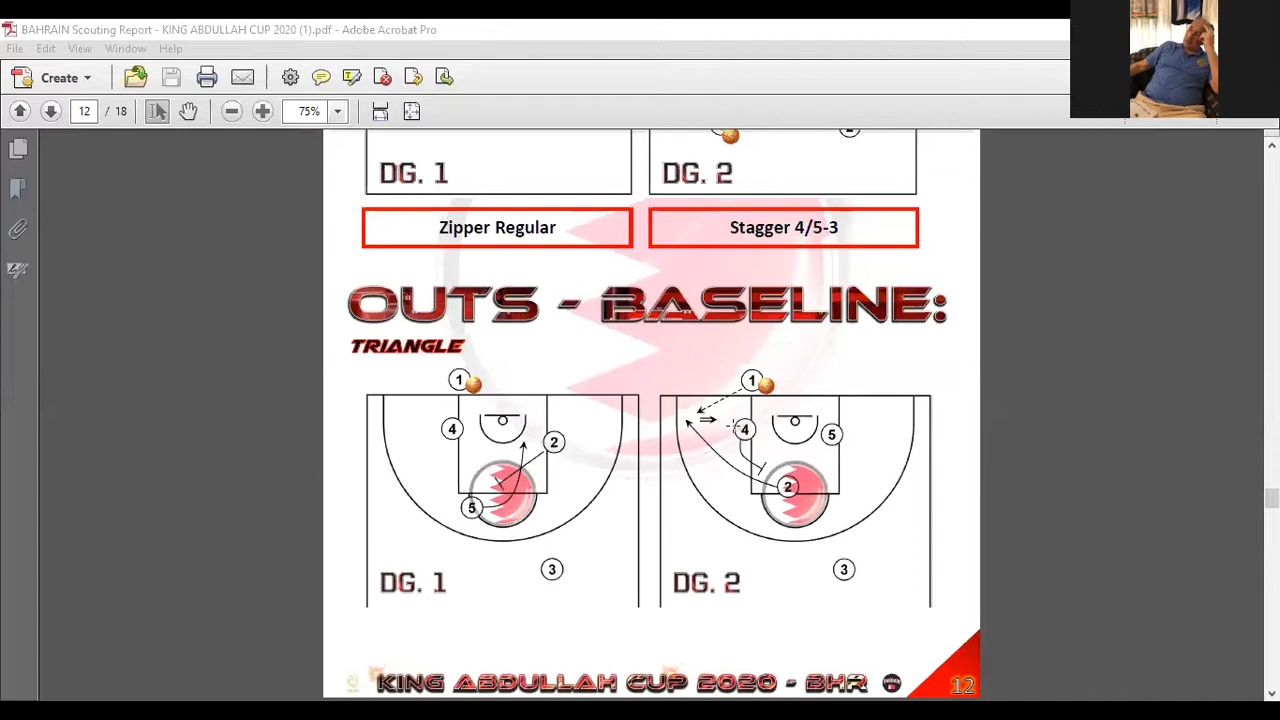 BAHRAIN Scouting Report - KING ABDULLAH CUP 2020 (1).pdf - Adobe Acrobat Pro
File Edit View Window Help
Create
12 / 18 75%
2
DG. 1 DG. 2
Zipper Regular Stagger 4/5-3
OUTS - BASELINE:
TRIANGLE
1 1
4 2 4 5
5 2
3 3
DG. 1 DG. 2
KING ABDULLAH CUP 2020 - BHR 12